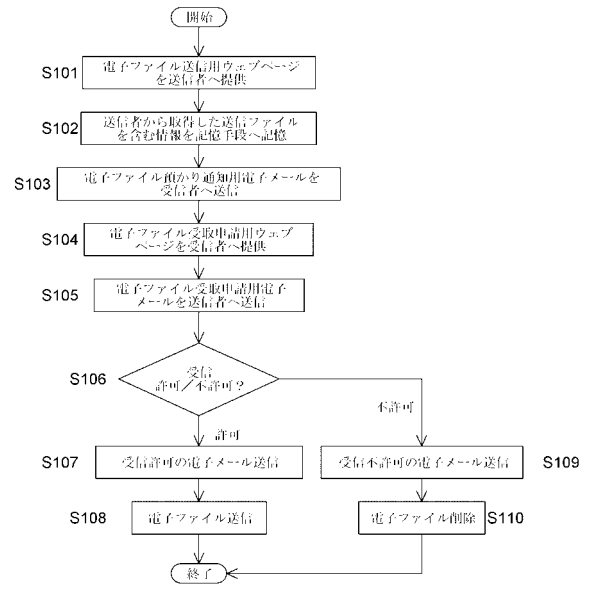 開始
S101
電子ファイル送信用ウェブページ
を送信者へ提供
S102
送信者から取得した送信ファイル
を含む情報を記憶手段へ記憶
S103
電子ファイル預かり通知用電子メールを
受信者へ送信
S104
電子ファイル受取申請用ウェブ
ページを受信者へ提供
S105
電子ファイル受取申請用電子
メールを送信者へ送信
S106
受信
許可/不許可?
不許可
許可
S107
受信許可の電子メール送信
受信不許可の電子メール送信
S109
S108
電子ファイル送信
電子ファイル削除
S110
終了